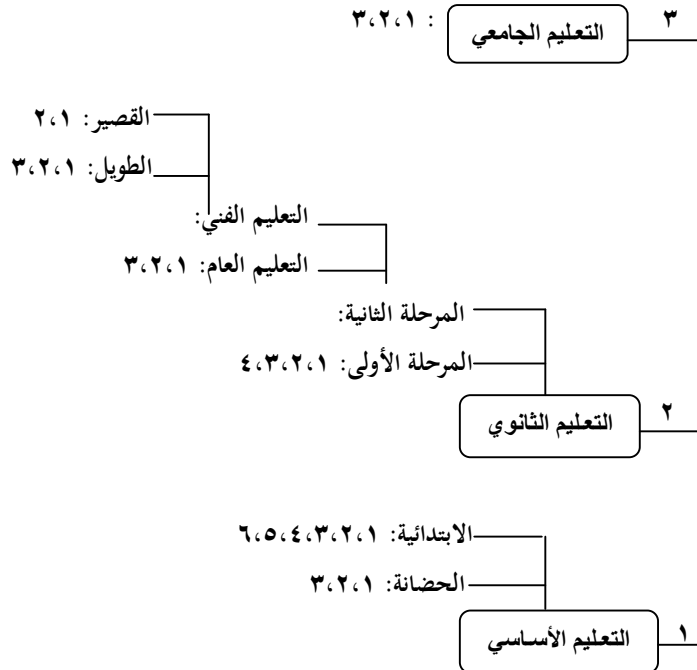 ٣ التعليم الجامعي : ١،٢،٣
القصير: ١،٢
الطويل: ١،٢،٣
التعليم الفني:
التعليم العام: ١،٢،٣
المرحلة الثانية:
المرحلة الأولى: ١،٢،٣،٤
٢ التعليم الثانوي
الابتدائية: ١،٢،٣،٤،٥،٦
الحضانة: ١،٢،٣
١ التعليم الأساسي